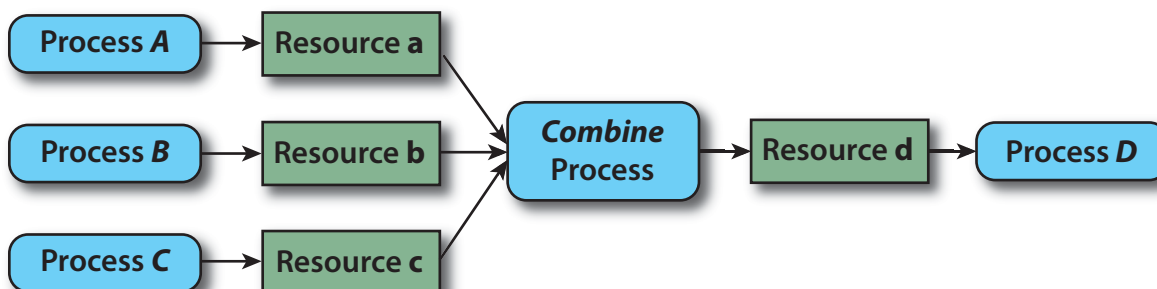 Process A
Resource a
Process B
Resource b
Combine
Process
Resource d
Process D
Process C
Resource c